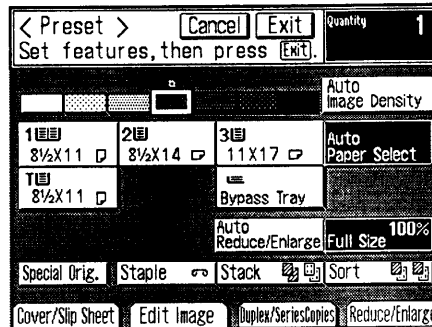 < Preset > Cancel Exit Quantity 1
Set features, then press Exit.
Auto
Image Density
1 2 3 Auto
8½X11 8½X14 11X17 Paper Select
T
8½X11 Bypass Tray
Auto 100%
Reduce/Enlarge Full Size
Special Orig. Staple Stack Sort
Cover/Slip Sheet Edit Image Duplex/SeriesCopies Reduce/Enlarge